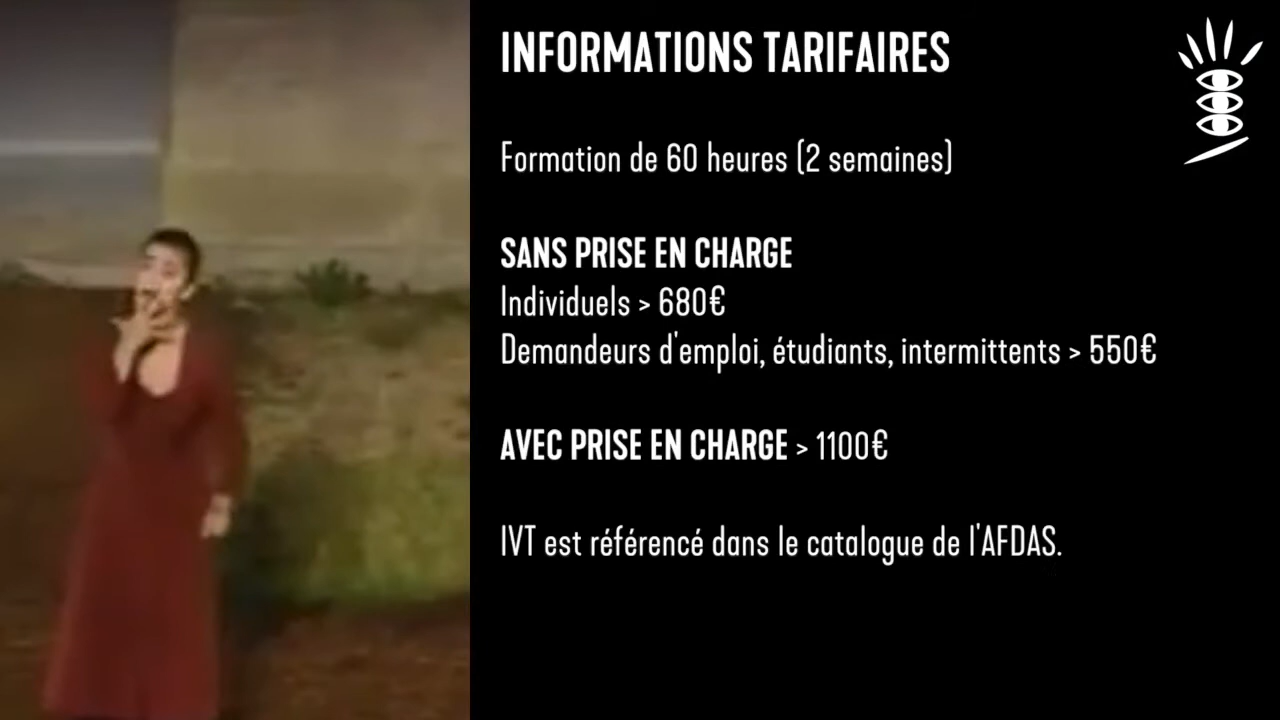 INFORMATIONS TARIFAIRES
Formation de 60 heures (2 semaines)
SANS PRISE EN CHARGE
Individuels > 680€
Demandeurs d'emploi, étudiants, intermittents > 550€
AVEC PRISE EN CHARGE > 1100€
IVT est référencé dans le catalogue de l'AFDAS.